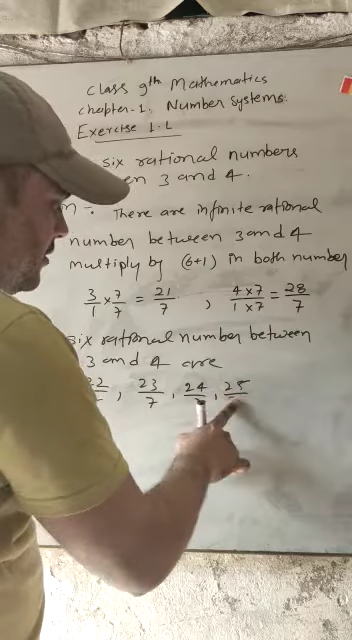 Class 9th Mathematics
chapter-1. Number Systems.
Exercise 1.1
six rational numbers
en 3 and 4.
n -. There are infinite rational
number between 3 and 4
multiply by (6+1) in both number
3/1 × 7/7 = 21/7 , 4×7/1×7 = 28/7
six rational number between
3 and 4 are
22, 23/7, 24, 25